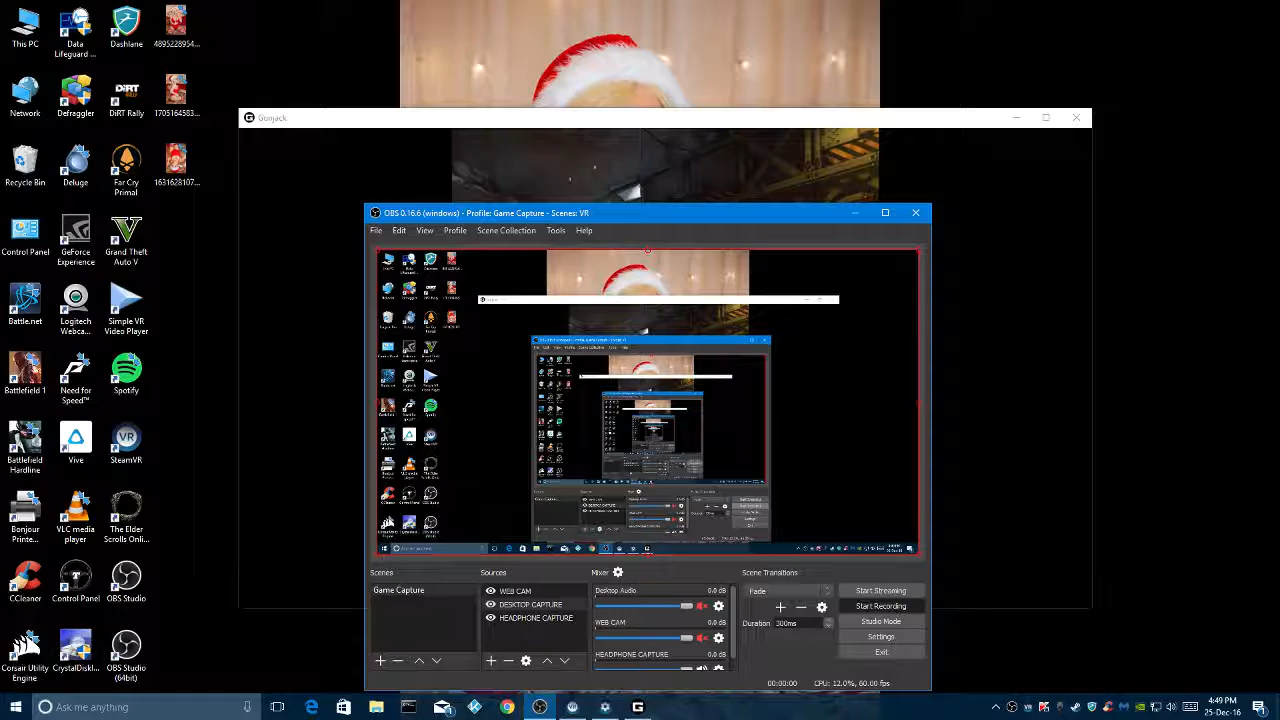 This PC
Data
Lifeguard ...
Dashlane
4895228954...
Network
Defraggler
DiRT Rally
1705164583...
Recycle Bin
Deluge
Far Cry
Primal
1631628107...
Control Panel
GeForce
Experience
Grand Theft
Auto V
Battle.net
Logitech
Webca...
Simple VR
Video Player
Battlefield 1
Need for
Speed™
Spotify
Battlefield
Hardline
Vive
SteamVR
Canpour
Prime...
VLC media
player
The Elder
Scrolls Onli...
CCleaner
Control Panel
OBS Studio
Corsair Utility
Engine
CrystalDisk...
OBS Studio
(64bit)
Gunjack
OBS 0.16.6 (windows) - Profile: Game Capture - Scenes: VR
File Edit View Profile Scene Collection Tools Help
Scenes
Game Capture
Sources
WEB CAM
DESKTOP CAPTURE
HEADPHONE CAPTURE
Mixer
Desktop Audio 0.0 dB
WEB CAM 0.0 dB
HEADPHONE CAPTURE 0.0 dB
Scene Transitions
Fade
Duration 300ms
Start Streaming
Start Recording
Studio Mode
Settings
Exit
00:00:00 CPU: 12.0%, 60.00 fps
Ask me anything
4:49 PM
25-Dec-16